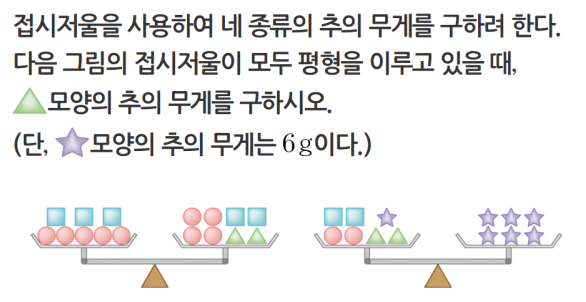 접시저울을 사용하여 네 종류의 추의 무게를 구하려 한다.
다음 그림의 접시저울이 모두 평형을 이루고 있을 때,
모양의 추의 무게를 구하시오.
(단, 모양의 추의 무게는 6g이다.)